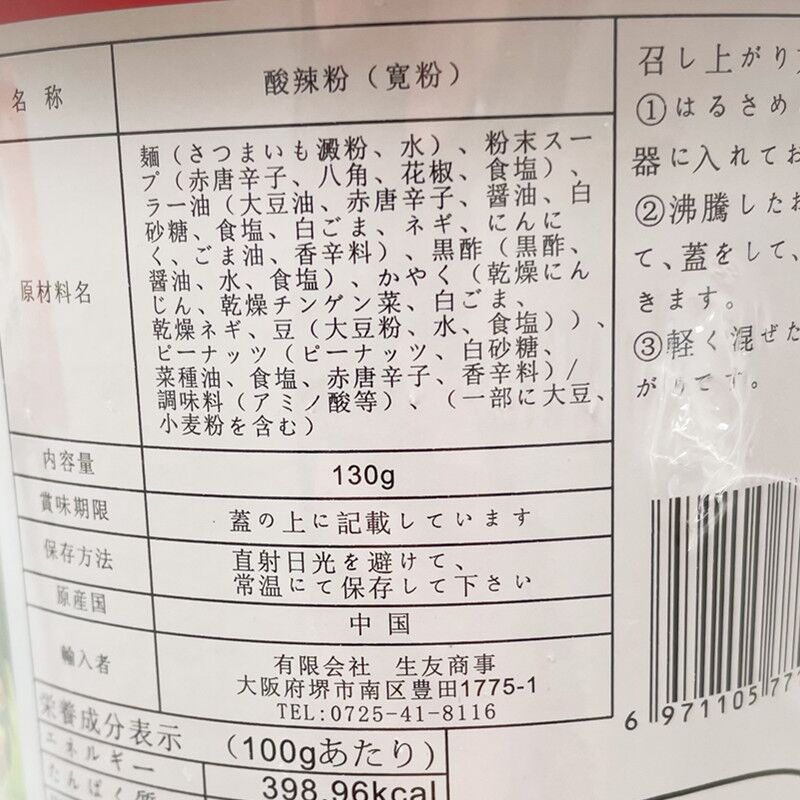 名称
酸辣粉（寛粉）
原材料名
麺（さつまいも澱粉、水）、粉末スー
プ（赤唐辛子、八角、花椒、食塩）、
ラー油（大豆油、赤唐辛子、醤油、白
砂糖、食塩、白ごま、ネギ、にんに
く、ごま油、香辛料）、黒酢（黒酢、
醤油、水、食塩）、かやく（乾燥にん
じん、乾燥チンゲン菜、白ごま、
乾燥ネギ、豆（大豆粉、水、食塩））、
ピーナッツ（ピーナッツ、白砂糖、
菜種油、食塩、赤唐辛子、香辛料）/
調味料（アミノ酸等）、（一部に大豆、
小麦粉を含む）
内容量
130g
賞味期限
蓋の上に記載しています
保存方法
直射日光を避けて、
常温にて保存して下さい
原産国
中国
輸入者
有限会社 生友商事
大阪府堺市南区豊田1775-1
TEL:0725-41-8116
栄養成分表示 （100gあたり）
エネルギー
398.96kcal
たんぱく質
召し上がり
①はるさめ
器に入れてお
②沸騰したお
て、蓋をして、
きます。
③軽く混ぜた
がりです。
6 971105 77